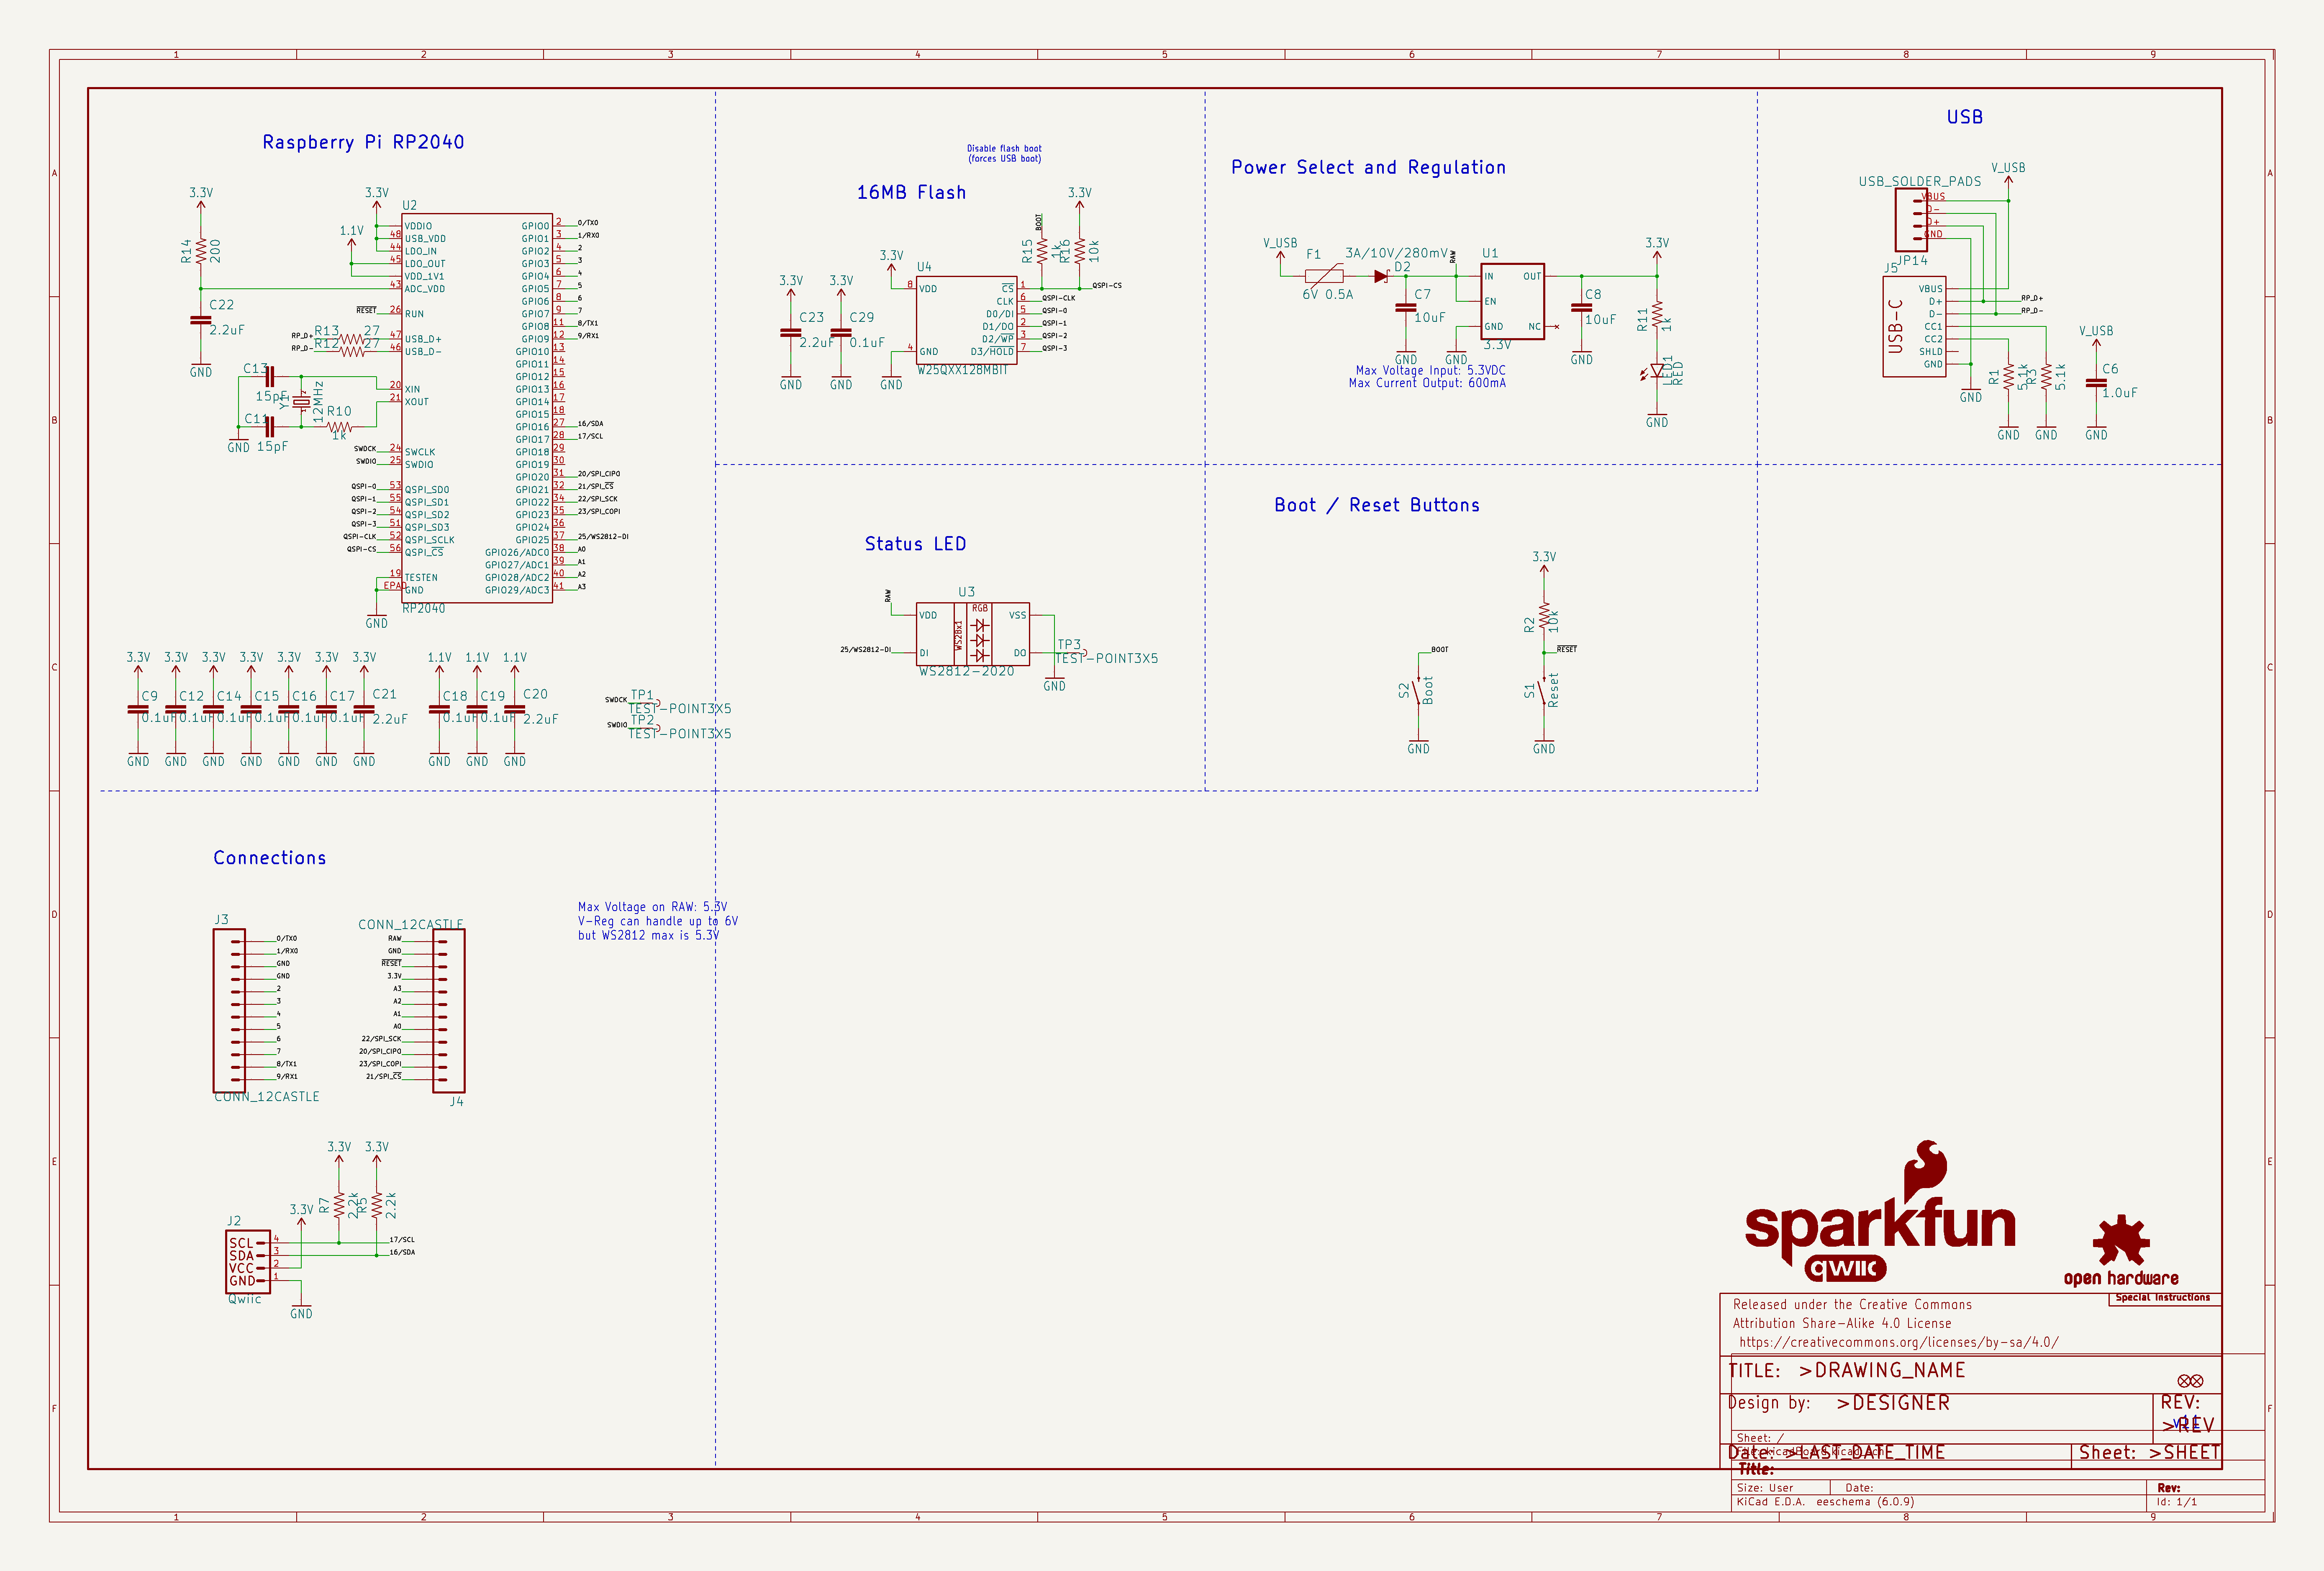 1 2 3 4 5 6 7 8 9
A
B
C
D
E
F
Raspberry Pi RP2040
3.3V
R14
200
C22
2.2uF
GND
3.3V
1.1V
U2
VDDIO
48 USB_VDD
44 LDO_IN
45 LDO_OUT
VDD_1V1
43 ADC_VDD
RESET 26 RUN
RP_D+ R13 27 47 USB_D+
RP_D- R12 27 46 USB_D-
C13
15pF
Y1
12MHz
C11
15pF
R10
1k
GND
20 XIN
21 XOUT
SWDCK 24 SWCLK
SWDIO 25 SWDIO
QSPI-0 53 QSPI_SD0
QSPI-1 55 QSPI_SD1
QSPI-2 54 QSPI_SD2
QSPI-3 51 QSPI_SD3
QSPI-CLK 52 QSPI_SCLK
QSPI-CS 56 QSPI_CS
19 TESTEN
EPAD GND
GND
RP2040
GPIO0 2 0/TX0
GPIO1 3 1/RX0
GPIO2 4 2
GPIO3 5 3
GPIO4 6 4
GPIO5 7 5
GPIO6 8 6
GPIO7 9 7
GPIO8 11 8/TX1
GPIO9 12 9/RX1
GPIO10 13
GPIO11 14
GPIO12 15
GPIO13 16
GPIO14 17
GPIO15 18
GPIO16 27 16/SDA
GPIO17 28 17/SCL
GPIO18 29
GPIO19 30
GPIO20 31 20/SPI_CIPO
GPIO21 32 21/SPI_CS
GPIO22 34 22/SPI_SCK
GPIO23 35 23/SPI_COPI
GPIO24 36
GPIO25 37 25/WS2812-DI
GPIO26/ADC0 38 A0
GPIO27/ADC1 39 A1
GPIO28/ADC2 40 A2
GPIO29/ADC3 41 A3
3.3V 3.3V 3.3V 3.3V 3.3V 3.3V 3.3V 1.1V 1.1V 1.1V
C9 C12 C14 C15 C16 C17 C21 C18 C19 C20
0.1uF 0.1uF 0.1uF 0.1uF 0.1uF 0.1uF 2.2uF 0.1uF 0.1uF 2.2uF
GND GND GND GND GND GND GND GND GND GND
SWDCK TP1
TEST-POINT3X5
SWDIO TP2
TEST-POINT3X5
Disable flash boot
(forces USB boot)
16MB Flash
3.3V 3.3V 3.3V
C23
2.2uF
C29
0.1uF
GND GND GND
U4
8 VDD
4 GND
CS 1 QSPI-CS
CLK 6 QSPI-CLK
D0/DI 5 QSPI-0
D1/DO 2 QSPI-1
D2/WP 3 QSPI-2
D3/HOLD 7 QSPI-3
W25QXX128MBIT
BOOT
R15
1k
3.3V
R16
10k
Power Select and Regulation
V_USB
F1
6V 0.5A
3A/10V/280mV
D2
RAW
C7
10uF
GND GND GND
U1
IN OUT
EN
GND NC
3.3V
C8
10uF
3.3V
R11
1k
LED1
RED
GND
Max Voltage Input: 5.3VDC
Max Current Output: 600mA
USB
V_USB
USB_SOLDER_PADS
VBUS
D-
D+
GND
JP14
J5
USB-C
VBUS
D+ RP_D+
D- RP_D-
CC1
CC2
SHLD
GND
GND
R1
5.1k
R3
5.1k
GND GND
V_USB
C6
1.0uF
GND
Status LED
RAW
25/WS2812-DI
U3
VDD RGB VSS
WS28x1
DI DO
WS2812-2020
TP3
TEST-POINT3X5
GND
Boot / Reset Buttons
3.3V
R2
10k
RESET
S1
Reset
GND
BOOT
S2
Boot
GND
Connections
J3
0/TX0
1/RX0
GND
GND
2
3
4
5
6
7
8/TX1
9/RX1
CONN_12CASTLE
CONN_12CASTLE
RAW
GND
RESET
3.3V
A3
A2
A1
A0
22/SPI_SCK
20/SPI_CIPO
23/SPI_COPI
21/SPI_CS
J4
Max Voltage on RAW: 5.3V
V-Reg can handle up to 6V
but WS2812 max is 5.3V
3.3V 3.3V
R7
2.2k
R5
2.2k
3.3V
J2
SCL 4 17/SCL
SDA 3 16/SDA
VCC 2
GND 1
Qwiic
GND
sparkfun
qwiic
open hardware
Special Instructions
Released under the Creative Commons
Attribution Share-Alike 4.0 License
https://creativecommons.org/licenses/by-sa/4.0/
TITLE: >DRAWING_NAME
Design by: >DESIGNER
REV:
>REV
Sheet: /
Date: >LAST_DATE_TIME
Sheet: >SHEET
Title:
Size: User Date: Rev:
KiCad E.D.A. eeschema (6.0.9) Id: 1/1
1 2 3 4 5 6 7 8 9